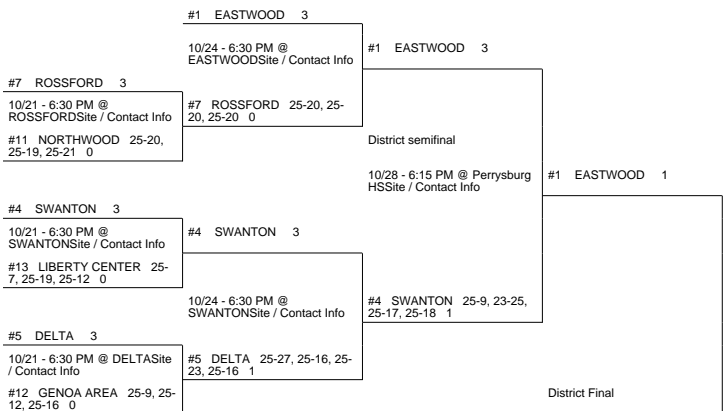 #1 EASTWOOD 3
10/24 - 6:30 PM @
EASTWOODSite / Contact Info
#1 EASTWOOD 3
#7 ROSSFORD 3
10/21 - 6:30 PM @
ROSSFORDSite / Contact Info
#7 ROSSFORD 25-20, 25-
20, 25-20 0
#11 NORTHWOOD 25-20,
25-19, 25-21 0
District semifinal
10/28 - 6:15 PM @ Perrysburg
HSSite / Contact Info
#1 EASTWOOD 1
#4 SWANTON 3
10/21 - 6:30 PM @
SWANTONSite / Contact Info
#4 SWANTON 3
#13 LIBERTY CENTER 25-
7, 25-19, 25-12 0
10/24 - 6:30 PM @
SWANTONSite / Contact Info
#4 SWANTON 25-9, 23-25,
25-17, 25-18 1
#5 DELTA 3
10/21 - 6:30 PM @ DELTASite
/ Contact Info
#5 DELTA 25-27, 25-16, 25-
23, 25-16 1
#12 GENOA AREA 25-9, 25-
12, 25-16 0
District Final